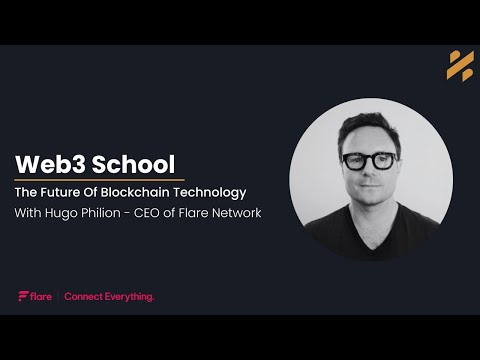 Web3 School
The Future Of Blockchain Technology
With Hugo Philion - CEO of Flare Network
flare | Connect Everything.